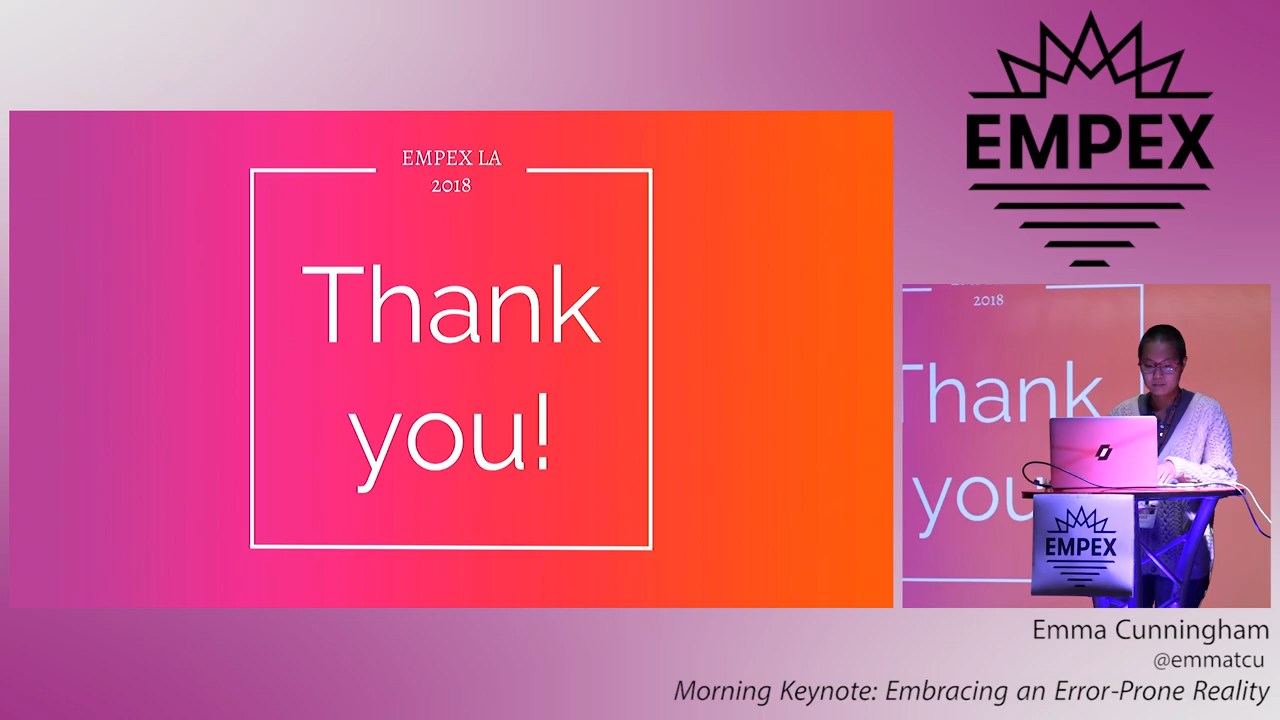 EMPEX LA
2018
Thank
you!
EMPEX
2018
Thank
you
EMPEX
Emma Cunningham
@emmatcu
Morning Keynote: Embracing an Error-Prone Reality